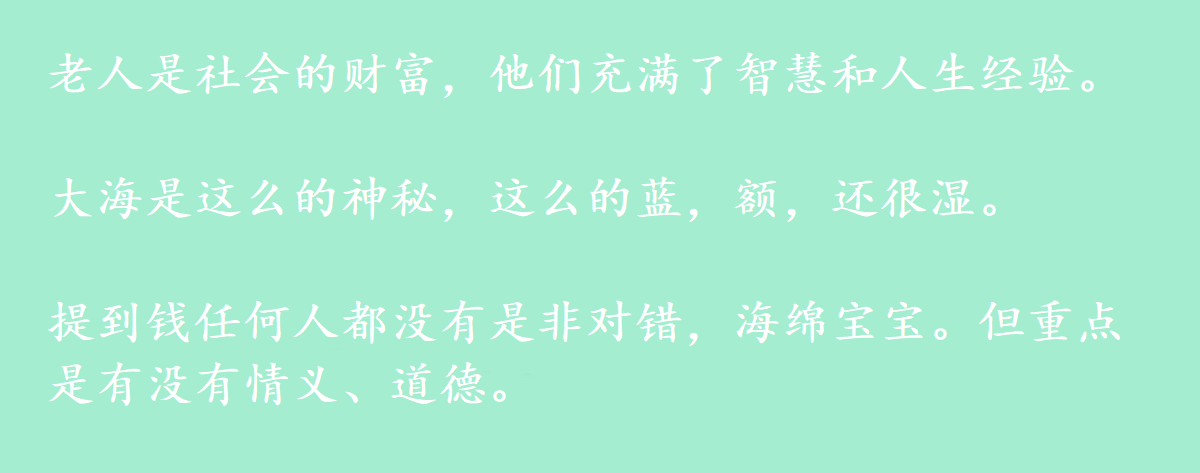 老人是社会的财富，他们充满了智慧和人生经验。
大海是这么的神秘，这么的蓝，额，还很湿。
提到钱任何人都没有是非对错，海绵宝宝。但重点
是有没有情义、道德。